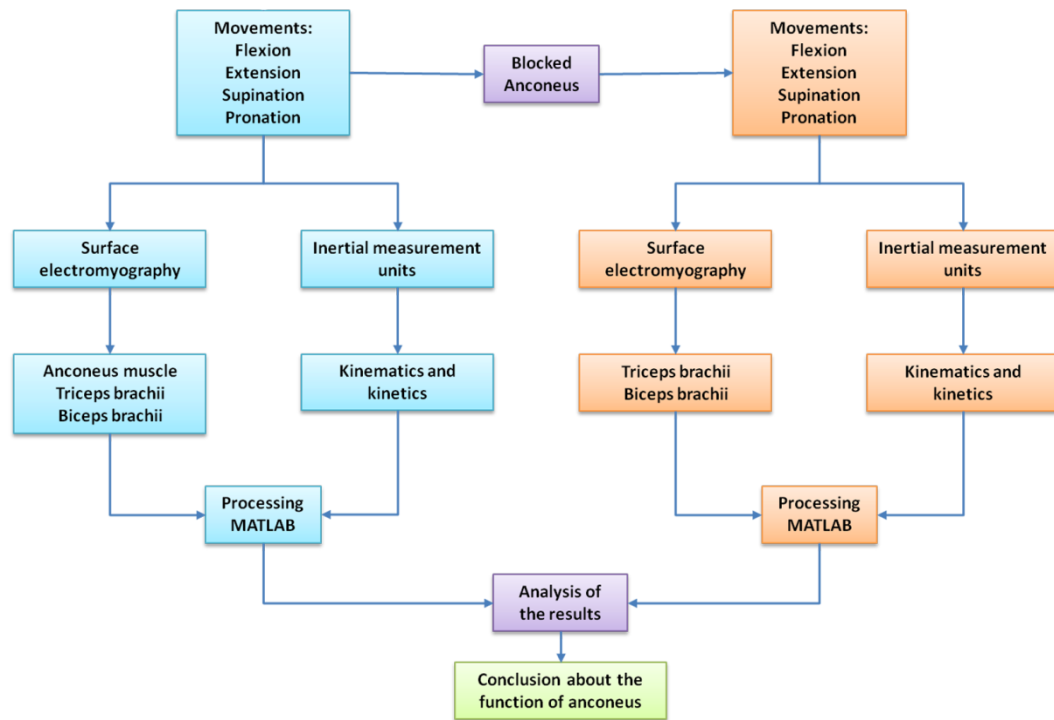 Movements:
Flexion
Extension
Supination
Pronation
Blocked
Anconeus
Movements:
Flexion
Extension
Supination
Pronation
Surface
electromyography
Inertial measurement
units
Surface
electromyography
Inertial measurement
units
Anconeus muscle
Triceps brachii
Biceps brachii
Kinematics and
kinetics
Triceps brachii
Biceps brachii
Kinematics and
kinetics
Processing
MATLAB
Processing
MATLAB
Analysis of
the results
Conclusion about the
function of anconeus